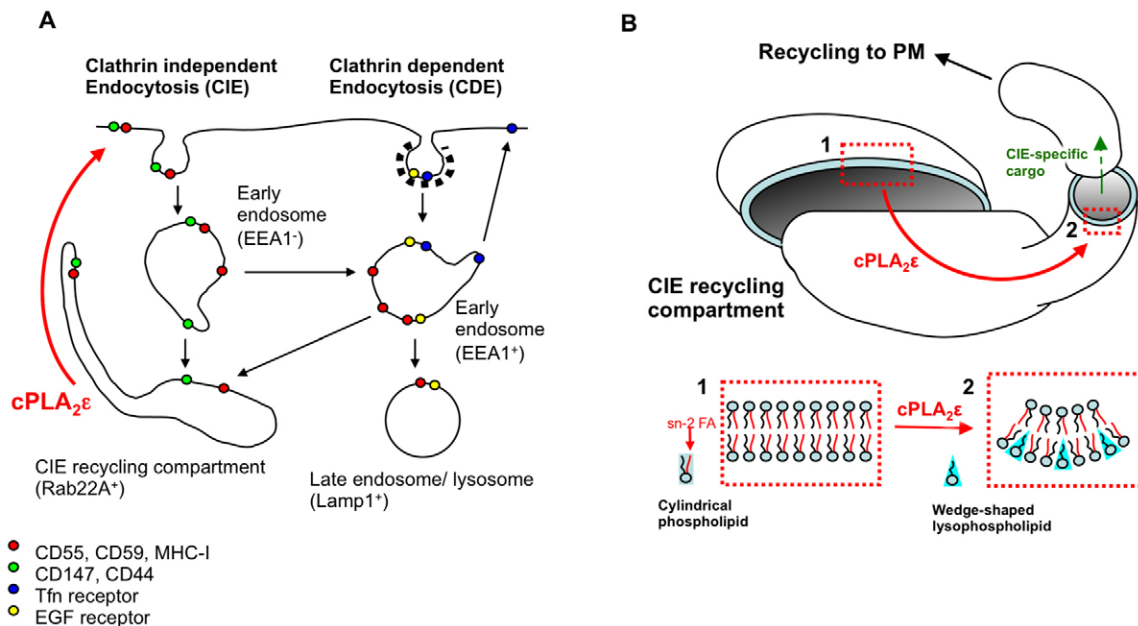 A
Clathrin independent
Endocytosis (CIE)
Clathrin dependent
Endocytosis (CDE)
Early
endosome
(EEA1⁻)
Early
endosome
(EEA1⁺)
cPLA₂ε
CIE recycling compartment
(Rab22A⁺)
Late endosome/ lysosome
(Lamp1⁺)
CD55, CD59, MHC-I
CD147, CD44
Tfn receptor
EGF receptor
B
Recycling to PM
1
CIE-specific
cargo
2
cPLA₂ε
CIE recycling
compartment
1
2
sn-2 FA
cPLA₂ε
Cylindrical
phospholipid
Wedge-shaped
lysophospholipid